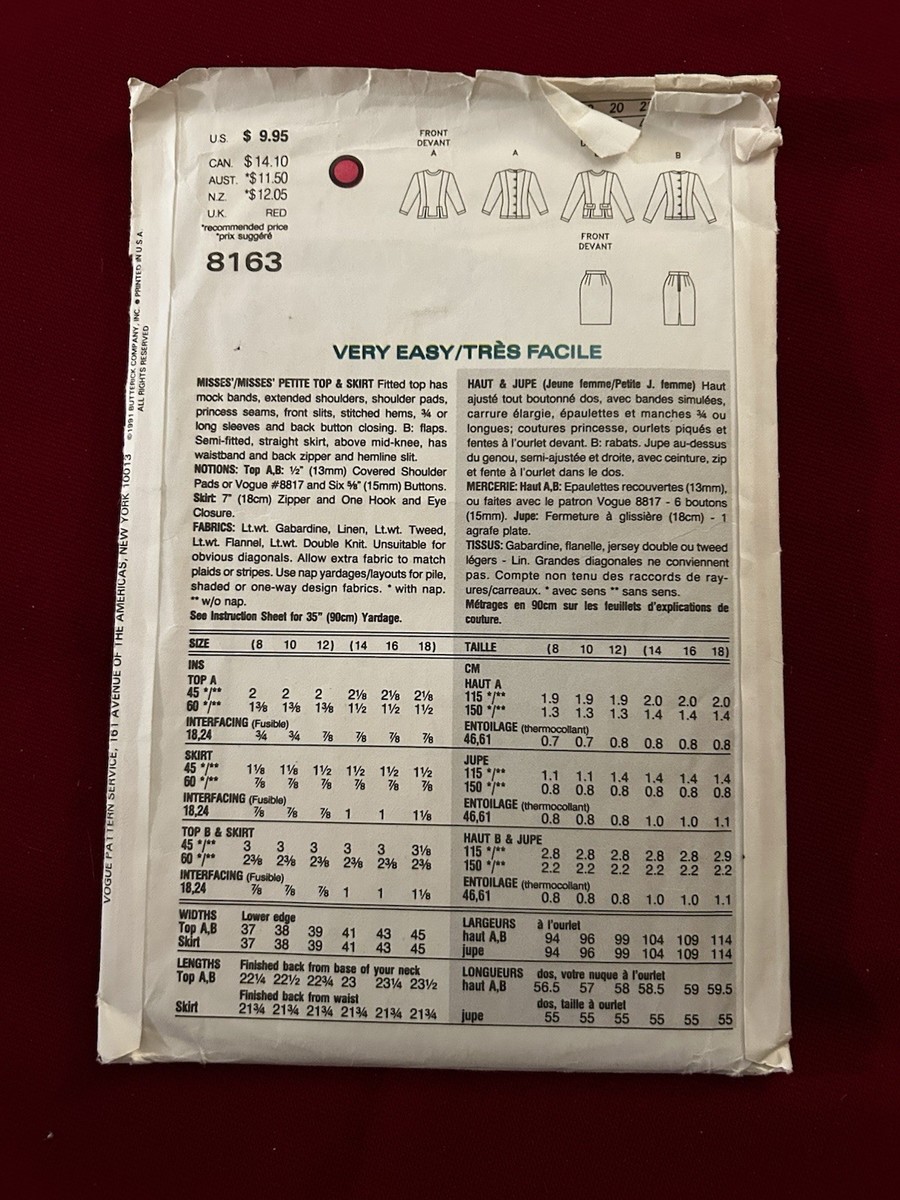 U.S. $ 9.95
CAN. $14.10
AUST. *$11.50
N.Z. *$12.05
U.K. RED
*recommended price
*prix suggéré
8163
FRONT
DEVANT
A
A
B
20
FRONT
DEVANT
©1991 BUTTERICK COMPANY, INC ● PRINTED IN U.S.A.
ALL RIGHTS RESERVED
VOGUE PATTERN SERVICE, 161 AVENUE OF THE AMERICAS, NEW YORK 10013
VERY EASY/TRÈS FACILE
MISSES'/MISSES' PETITE TOP & SKIRT Fitted top has
mock bands, extended shoulders, shoulder pads,
princess seams, front slits, stitched hems, ¾ or
long sleeves and back button closing. B: flaps.
Semi-fitted, straight skirt, above mid-knee, has
waistband and back zipper and hemline slit.
NOTIONS: Top A,B: ½" (13mm) Covered Shoulder
Pads or Vogue #8817 and Six ⅝" (15mm) Buttons.
Skirt: 7" (18cm) Zipper and One Hook and Eye
Closure.
FABRICS: Lt.wt. Gabardine, Linen, Lt.wt. Tweed,
Lt.wt. Flannel, Lt.wt. Double Knit. Unsuitable for
obvious diagonals. Allow extra fabric to match
plaids or stripes. Use nap yardages/layouts for pile,
shaded or one-way design fabrics. * with nap.
** w/o nap.
See Instruction Sheet for 35" (90cm) Yardage.
HAUT & JUPE (Jeune femme/Petite J. femme) Haut
ajusté tout boutonné dos, avec bandes simulées,
carrure élargie, épaulettes et manches ¾ ou
longues; coutures princesse, ourlets piqués et
fentes à l'ourlet devant. B: rabats. Jupe au-dessus
du genou, semi-ajustée et droite, avec ceinture, zip
et fente à l'ourlet dans le dos.
MERCERIE: Haut A,B: Epaulettes recouvertes (13mm),
ou faites avec le patron Vogue 8817 - 6 boutons
(15mm). Jupe: Fermeture à glissière (18cm) - 1
agrafe plate.
TISSUS: Gabardine, flanelle, jersey double ou tweed
légers - Lin. Grandes diagonales ne conviennent
pas. Compte non tenu des raccords de ray-
ures/carreaux. * avec sens ** sans sens.
Métrages en 90cm sur les feuillets d'explications de
couture.
SIZE (8 10 12) (14 16 18)
INS
TOP A
45 */** 2 2 2 2⅛ 2⅛ 2⅛
60 */** 1⅜ 1⅜ 1⅜ 1½ 1½ 1½
INTERFACING (Fusible)
18,24 ¾ ¾ ⅞ ⅞ ⅞ ⅞
SKIRT
45 */** 1⅛ 1⅛ 1½ 1½ 1½ 1½
60 */** ⅞ ⅞ ⅞ ⅞ ⅞ ⅞
INTERFACING (Fusible)
18,24 ⅞ ⅞ ⅞ 1 1 1⅛
TOP B & SKIRT
45 */** 3 3 3 3 3 3⅛
60 */** 2⅜ 2⅜ 2⅜ 2⅜ 2⅜ 2⅜
INTERFACING (Fusible)
18,24 ⅞ ⅞ ⅞ 1 1 1⅛
WIDTHS Lower edge
Top A,B 37 38 39 41 43 45
Skirt 37 38 39 41 43 45
LENGTHS Finished back from base of your neck
Top A,B 22¼ 22½ 22¾ 23 23¼ 23½
Finished back from waist
Skirt 21¾ 21¾ 21¾ 21¾ 21¾ 21¾
TAILLE (8 10 12) (14 16 18)
CM
HAUT A
115 */** 1.9 1.9 1.9 2.0 2.0 2.0
150 */** 1.3 1.3 1.3 1.4 1.4 1.4
ENTOILAGE (thermocollant)
46,61 0.7 0.7 0.8 0.8 0.8 0.8
JUPE
115 */** 1.1 1.1 1.4 1.4 1.4 1.4
150 */** 0.8 0.8 0.8 0.8 0.8 0.8
ENTOILAGE (thermocollant)
46,61 0.8 0.8 0.8 1.0 1.0 1.1
HAUT B & JUPE
115 */** 2.8 2.8 2.8 2.8 2.8 2.9
150 */** 2.2 2.2 2.2 2.2 2.2 2.2
ENTOILAGE (thermocollant)
46,61 0.8 0.8 0.8 1.0 1.0 1.1
LARGEURS à l'ourlet
haut A,B 94 96 99 104 109 114
jupe 94 96 99 104 109 114
LONGUEURS dos, votre nuque à l'ourlet
haut A,B 56.5 57 58 58.5 59 59.5
dos, taille à ourlet
jupe 55 55 55 55 55 55